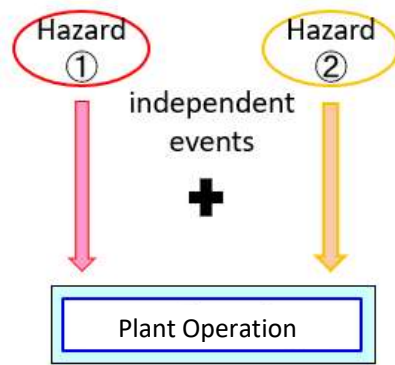 Hazard
①
Hazard
②
independent
events
+
Plant Operation